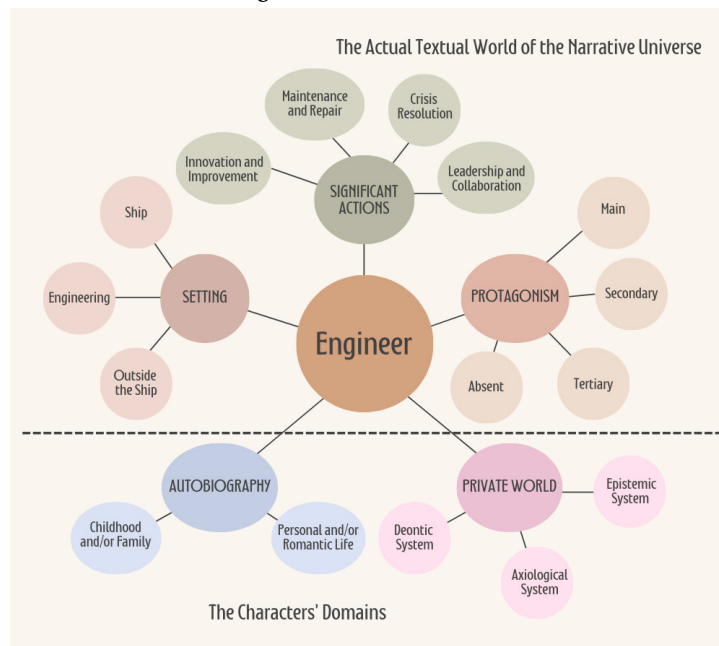 The Actual Textual World of the Narrative Universe
Maintenance
and Repair
Crisis
Resolution
Innovation and
Improvement
SIGNIFICANT
ACTIONS
Leadership and
Collaboration
Ship
Main
Engineering
SETTING
PROTAGONISM
Secondary
Engineer
Outside
the Ship
Absent
Tertiary
AUTOBIOGRAPHY
PRIVATE WORLD
Epistemic
System
Childhood
and/or Family
Personal and/or
Romantic Life
Deontic
System
Axiological
System
The Characters' Domains